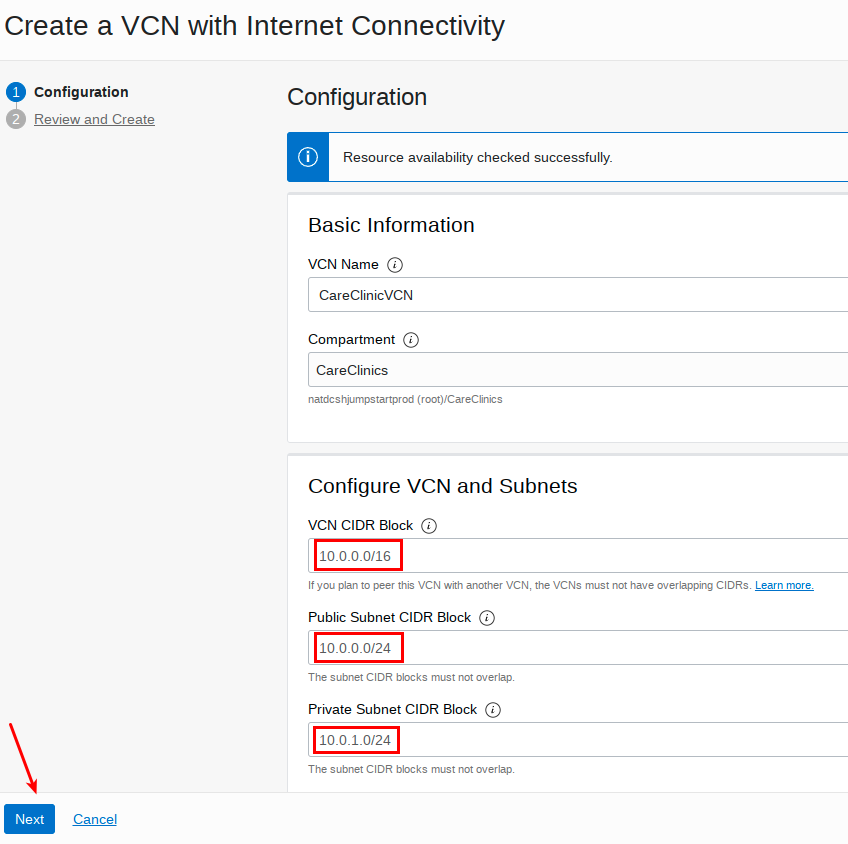 Create a VCN with Internet Connectivity
1 Configuration
2 Review and Create
Configuration
Resource availability checked successfully.
Basic Information
VCN Name
CareClinicVCN
Compartment
CareClinics
natdcshjumpstartprod (root)/CareClinics
Configure VCN and Subnets
VCN CIDR Block
10.0.0.0/16
If you plan to peer this VCN with another VCN, the VCNs must not have overlapping CIDRs. Learn more.
Public Subnet CIDR Block
10.0.0.0/24
The subnet CIDR blocks must not overlap.
Private Subnet CIDR Block
10.0.1.0/24
The subnet CIDR blocks must not overlap.
Next Cancel